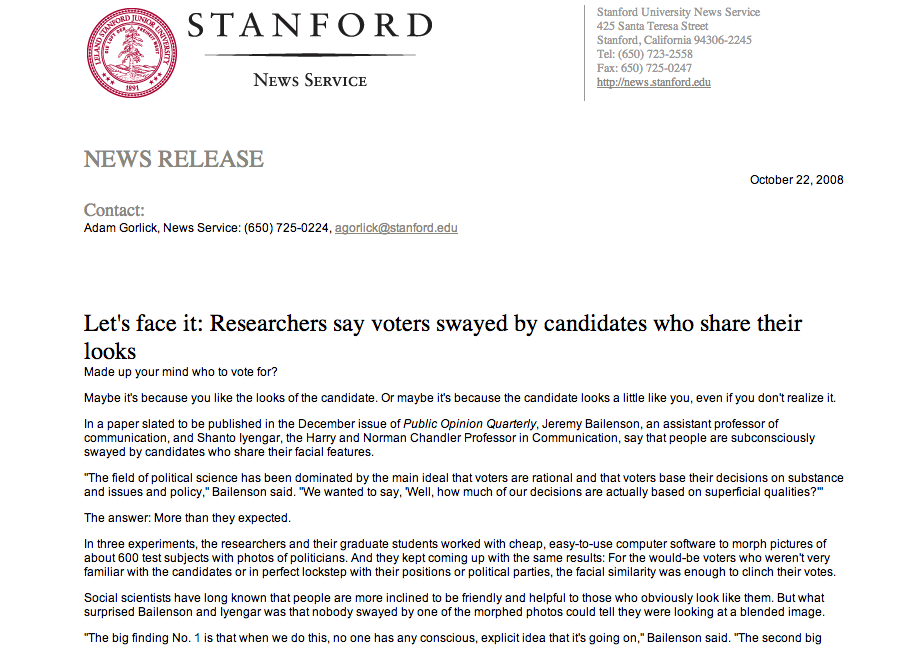 LELAND STANFORD JUNIOR UNIVERSITY
DIE LUFT DER FREIHEIT WEHT
1891
STANFORD
NEWS SERVICE
Stanford University News Service
425 Santa Teresa Street
Stanford, California 94306-2245
Tel: (650) 723-2558
Fax: 650) 725-0247
http://news.stanford.edu
NEWS RELEASE
October 22, 2008
Contact:
Adam Gorlick, News Service: (650) 725-0224, agorlick@stanford.edu
Let's face it: Researchers say voters swayed by candidates who share their
looks
Made up your mind who to vote for?
Maybe it's because you like the looks of the candidate. Or maybe it's because the candidate looks a little like you, even if you don't realize it.
In a paper slated to be published in the December issue of Public Opinion Quarterly, Jeremy Bailenson, an assistant professor of
communication, and Shanto Iyengar, the Harry and Norman Chandler Professor in Communication, say that people are subconsciously
swayed by candidates who share their facial features.
"The field of political science has been dominated by the main ideal that voters are rational and that voters base their decisions on substance
and issues and policy," Bailenson said. "We wanted to say, 'Well, how much of our decisions are actually based on superficial qualities?'"
The answer: More than they expected.
In three experiments, the researchers and their graduate students worked with cheap, easy-to-use computer software to morph pictures of
about 600 test subjects with photos of politicians. And they kept coming up with the same results: For the would-be voters who weren't very
familiar with the candidates or in perfect lockstep with their positions or political parties, the facial similarity was enough to clinch their votes.
Social scientists have long known that people are more inclined to be friendly and helpful to those who obviously look like them. But what
surprised Bailenson and Iyengar was that nobody swayed by one of the morphed photos could tell they were looking at a blended image.
"The big finding No. 1 is that when we do this, no one has any conscious, explicit idea that it's going on," Bailenson said. "The second big